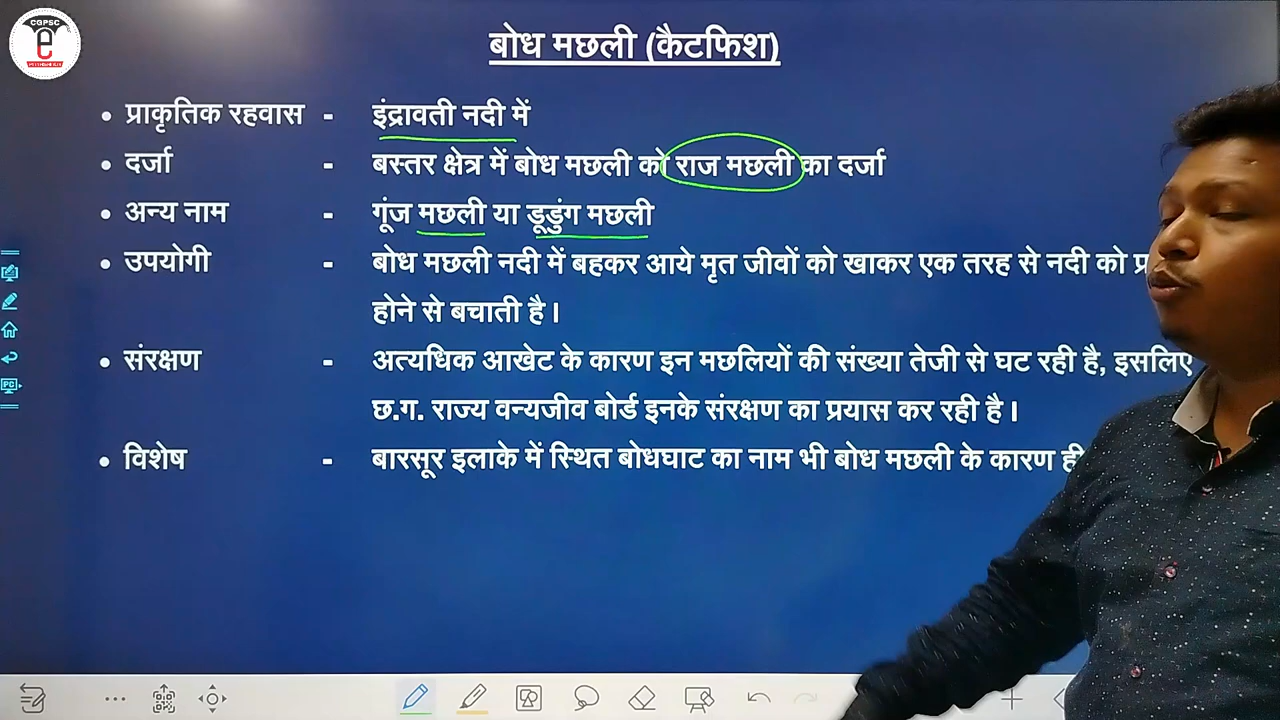 CGPSC
बोध मछली (कैटफिश)
• प्राकृतिक रहवास - इंद्रावती नदी में
• दर्जा - बस्तर क्षेत्र में बोध मछली को राज मछली का दर्जा
• अन्य नाम - गूंज मछली या डूडुंग मछली
• उपयोगी - बोध मछली नदी में बहकर आये मृत जीवों को खाकर एक तरह से नदी को
होने से बचाती है।
• संरक्षण - अत्यधिक आखेट के कारण इन मछलियों की संख्या तेजी से घट रही है, इसलिए
छ.ग. राज्य वन्यजीव बोर्ड इनके संरक्षण का प्रयास कर रही है।
• विशेष - बारसूर इलाके में स्थित बोधघाट का नाम भी बोध मछली के कारण ही
PC